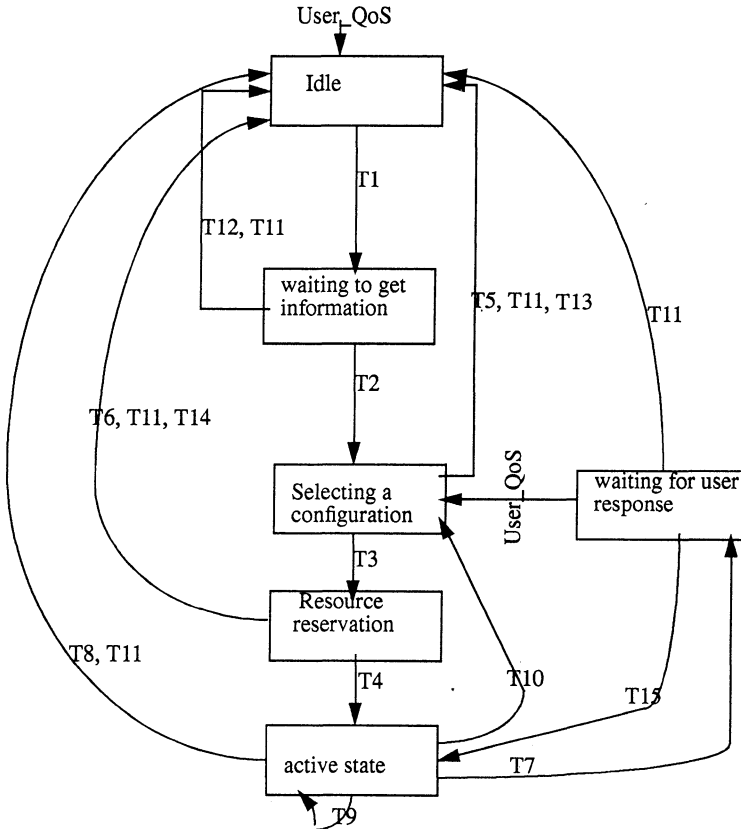 User_QoS
Idle
T1
T12, T11
waiting to get
information
T5, T11, T13
T11
T2
T6, T11, T14
Selecting a
configuration
User_QoS
waiting for user
response
T3
Resource
reservation
T8, T11
T4
T10
T15
active state
T7
T9